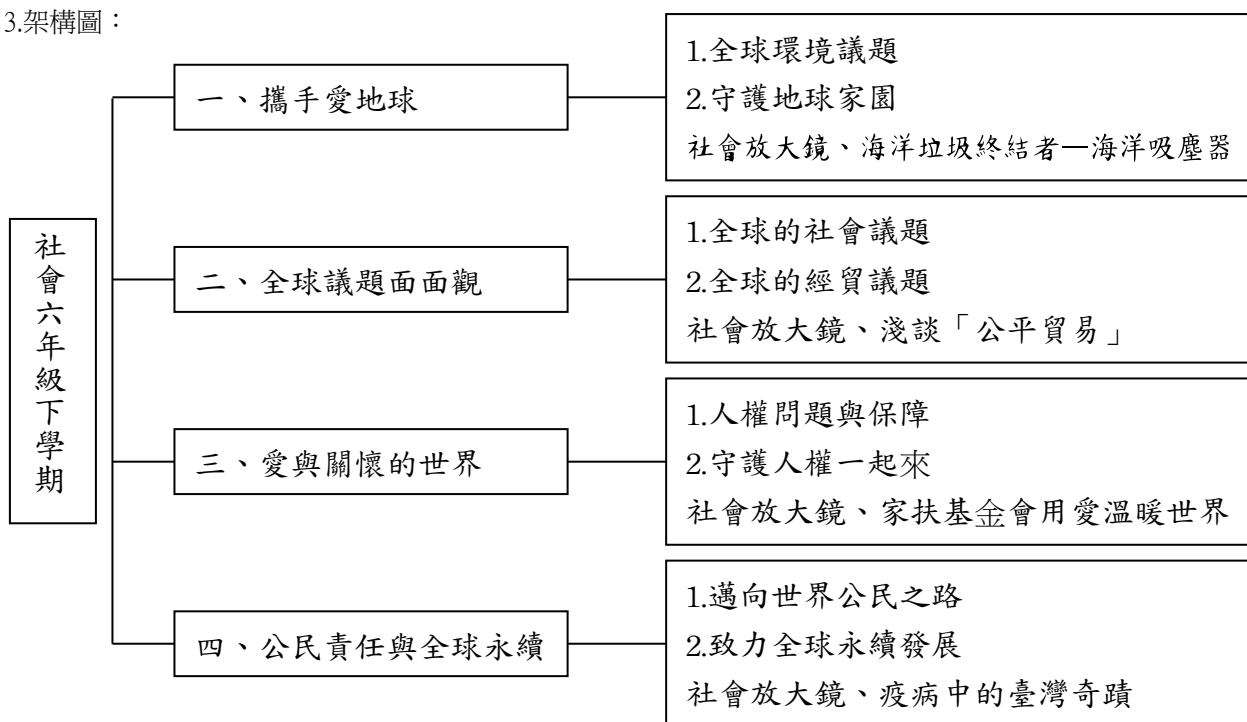 3.架構圖：
社會六年級下學期
一、攜手愛地球
1.全球環境議題
2.守護地球家園
社會放大鏡、海洋垃圾終結者—海洋吸塵器
二、全球議題面面觀
1.全球的社會議題
2.全球的經貿議題
社會放大鏡、淺談「公平貿易」
三、愛與關懷的世界
1.人權問題與保障
2.守護人權一起來
社會放大鏡、家扶基金會用愛溫暖世界
四、公民責任與全球永續
1.邁向世界公民之路
2.致力全球永續發展
社會放大鏡、疫病中的臺灣奇蹟